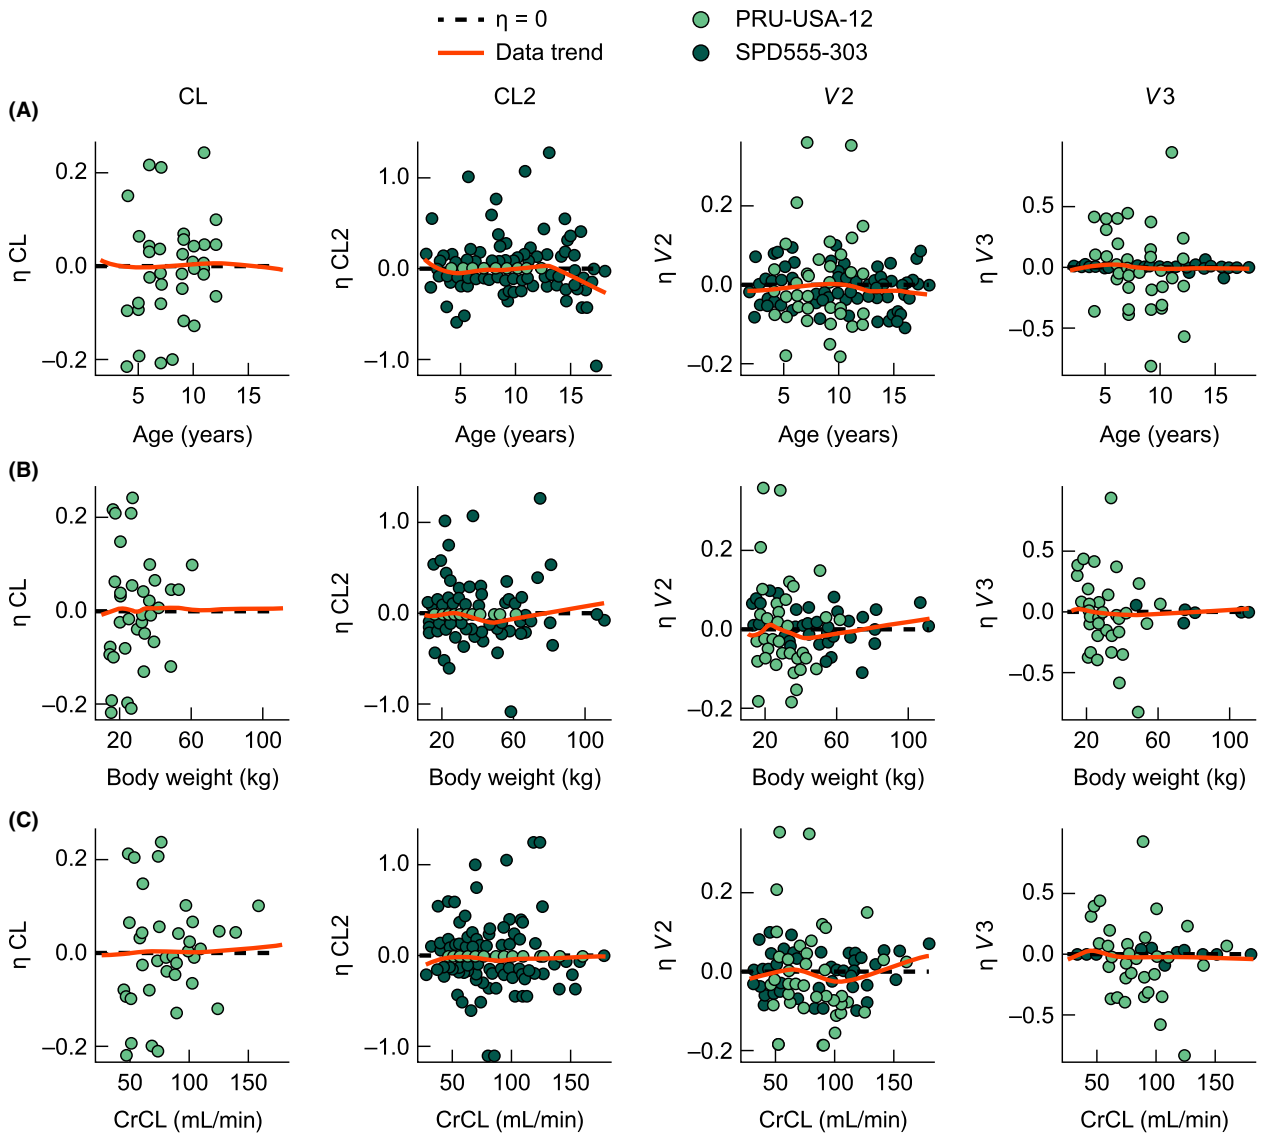 η = 0
PRU-USA-12
Data trend
SPD555-303
(A)
CL
CL2
V2
V3
0.2
0.0
–0.2
η CL
5
10
15
Age (years)
1.0
0.0
–1.0
η CL2
5
10
15
Age (years)
0.2
0.0
–0.2
η V2
5
10
15
Age (years)
0.5
0.0
–0.5
η V3
5
10
15
Age (years)
(B)
0.2
0.0
–0.2
η CL
20
60
100
Body weight (kg)
1.0
0.0
–1.0
η CL2
20
60
100
Body weight (kg)
0.2
0.0
–0.2
η V2
20
60
100
Body weight (kg)
0.5
0.0
–0.5
η V3
20
60
100
Body weight (kg)
(C)
0.2
0.0
–0.2
η CL
50
100
150
CrCL (mL/min)
1.0
0.0
–1.0
η CL2
50
100
150
CrCL (mL/min)
0.2
0.0
–0.2
η V2
50
100
150
CrCL (mL/min)
0.5
0.0
–0.5
η V3
50
100
150
CrCL (mL/min)